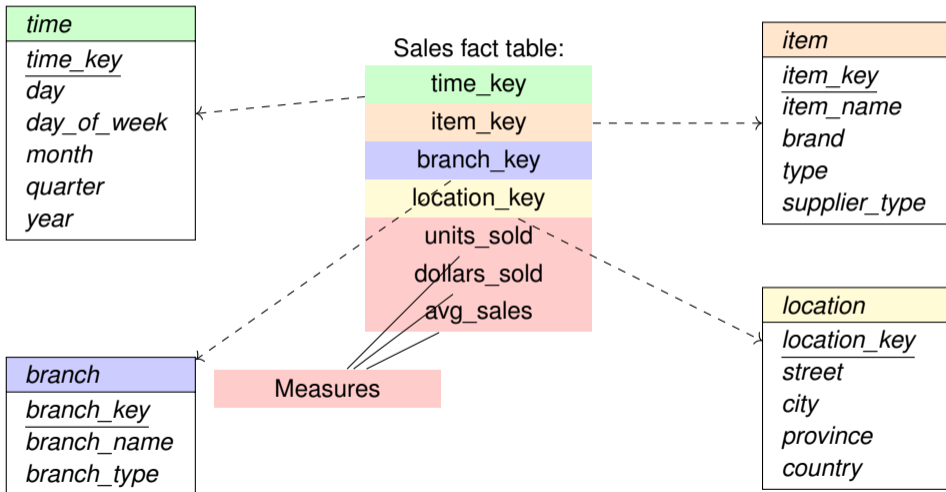 time
time_key
day
day_of_week
month
quarter
year
Sales fact table:
time_key
item_key
branch_key
location_key
units_sold
dollars_sold
avg_sales
Measures
item
item_key
item_name
brand
type
supplier_type
branch
branch_key
branch_name
branch_type
location
location_key
street
city
province
country